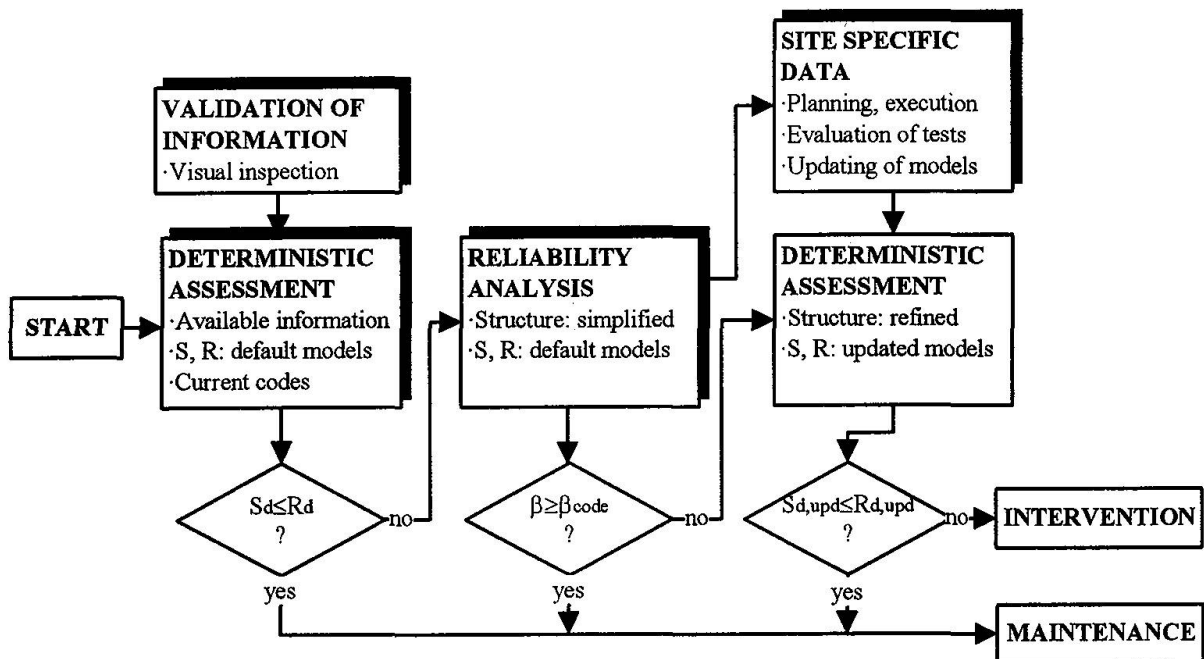 SITE SPECIFIC
DATA
·Planning, execution
·Evaluation of tests
·Updating of models
VALIDATION OF
INFORMATION
·Visual inspection
START
DETERMINISTIC
ASSESSMENT
·Available information
·S, R: default models
·Current codes
RELIABILITY
ANALYSIS
·Structure: simplified
·S, R: default models
DETERMINISTIC
ASSESSMENT
·Structure: refined
·S, R: updated models
Sd≤Rd
?
no
β≥βcode
?
no
Sd,upd≤Rd,upd
?
no
INTERVENTION
yes
yes
yes
MAINTENANCE